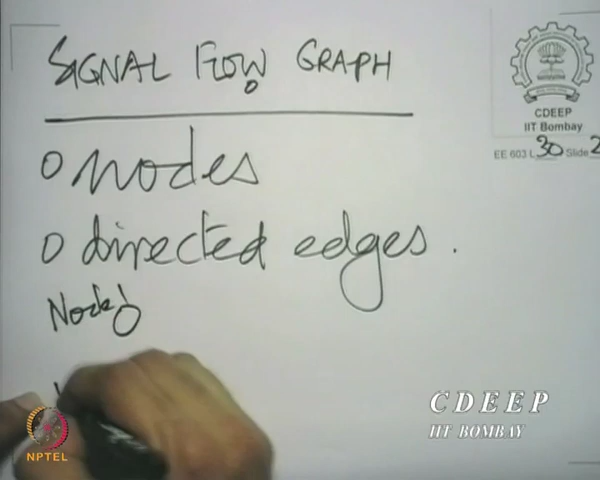 SIGNAL FLOW GRAPH
CDEEP
IIT Bombay
EE 603 L 30 Slide 2
nodes
directed edges.
Node
CDEEP
IIT BOMBAY
NPTEL